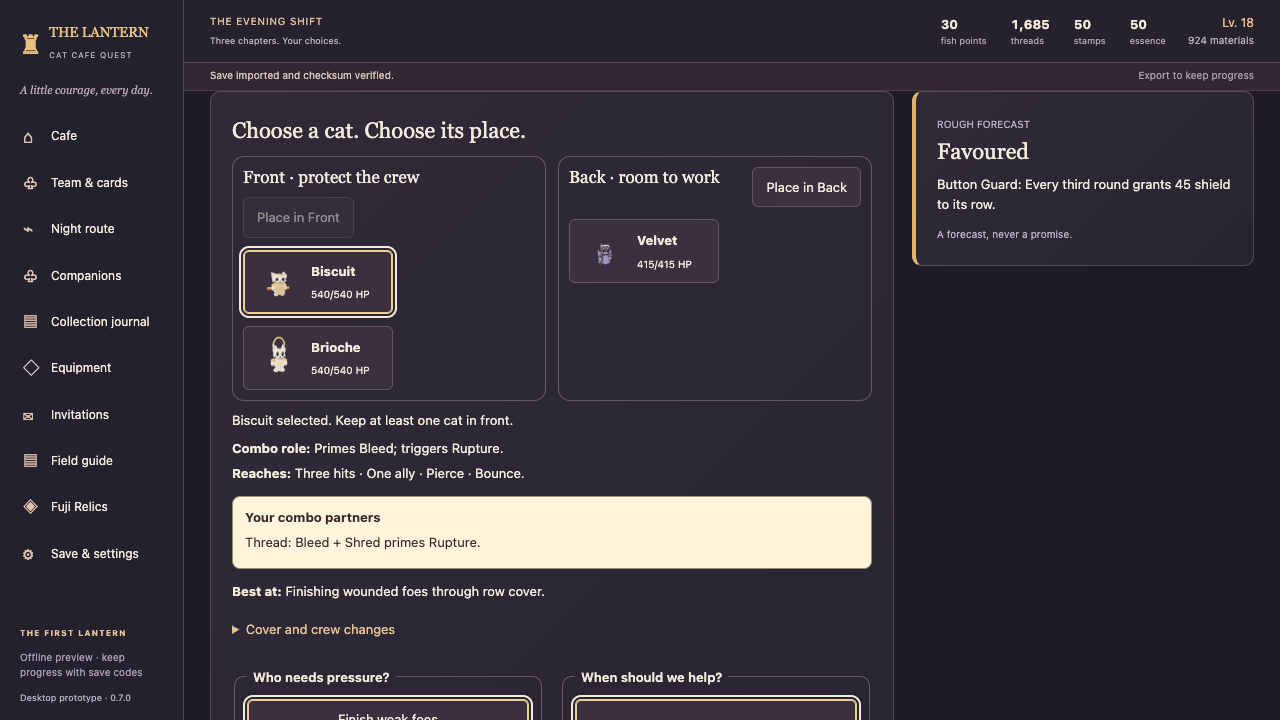 THE LANTERN
CAT CAFE QUEST
A little courage, every day.
Cafe
Team & cards
Night route
Companions
Collection journal
Equipment
Invitations
Field guide
Fuji Relics
Save & settings
THE FIRST LANTERN
Offline preview · keep
progress with save codes
Desktop prototype · 0.7.0
THE EVENING SHIFT
Three chapters. Your choices.
30
fish points
1,685
threads
50
stamps
50
essence
Lv. 18
924 materials
Save imported and checksum verified.
Export to keep progress
Choose a cat. Choose its place.
Front · protect the crew
Place in Front
Biscuit
540/540 HP
Brioche
540/540 HP
Back · room to work
Place in Back
Velvet
415/415 HP
Biscuit selected. Keep at least one cat in front.
Combo role: Primes Bleed; triggers Rupture.
Reaches: Three hits · One ally · Pierce · Bounce.
Your combo partners
Thread: Bleed + Shred primes Rupture.
Best at: Finishing wounded foes through row cover.
Cover and crew changes
Who needs pressure?
Finish weak foes
When should we help?
ROUGH FORECAST
Favoured
Button Guard: Every third round grants 45 shield
to its row.
A forecast, never a promise.